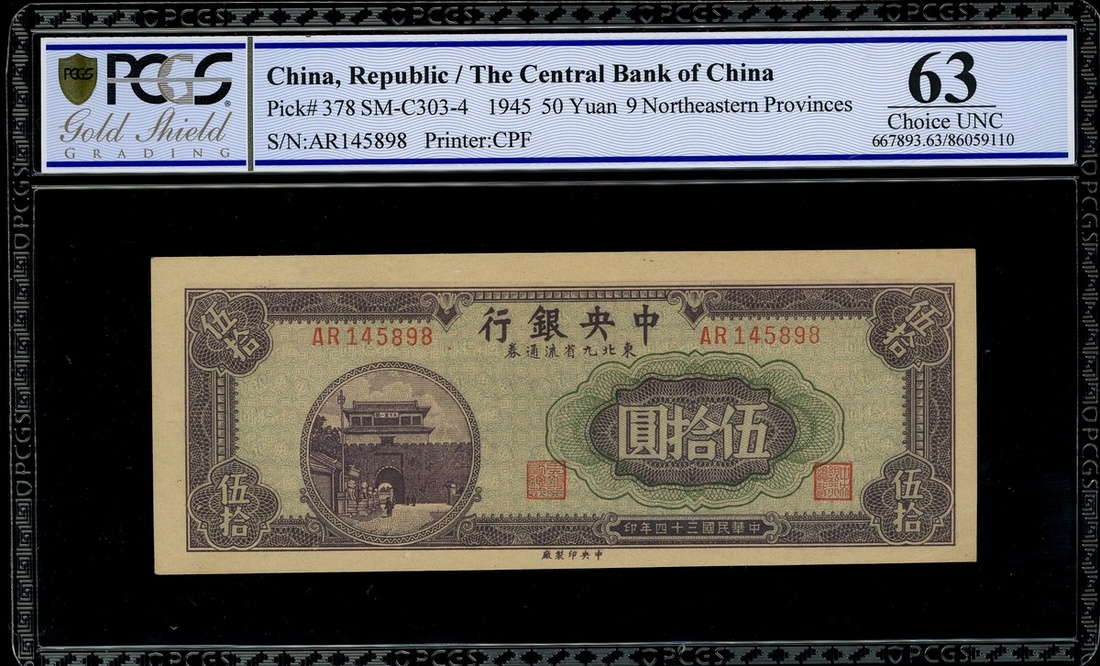 PCGS
PCGS
Gold Shield
GRADING
China, Republic / The Central Bank of China
Pick# 378 SM-C303-4 1945 50 Yuan 9 Northeastern Provinces
S/N:AR145898 Printer:CPF
63
Choice UNC
667893.63/86059110
行銀央中
券通流省九北東
AR145898
AR145898
伍拾
伍拾
圓拾伍
伍拾
伍拾
印年四十三國民華中
廠製印央中